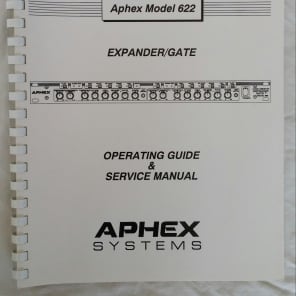 Aphex Model 622
EXPANDER/GATE
APHEX
OPERATING GUIDE
&
SERVICE MANUAL
APHEX
SYSTEMS